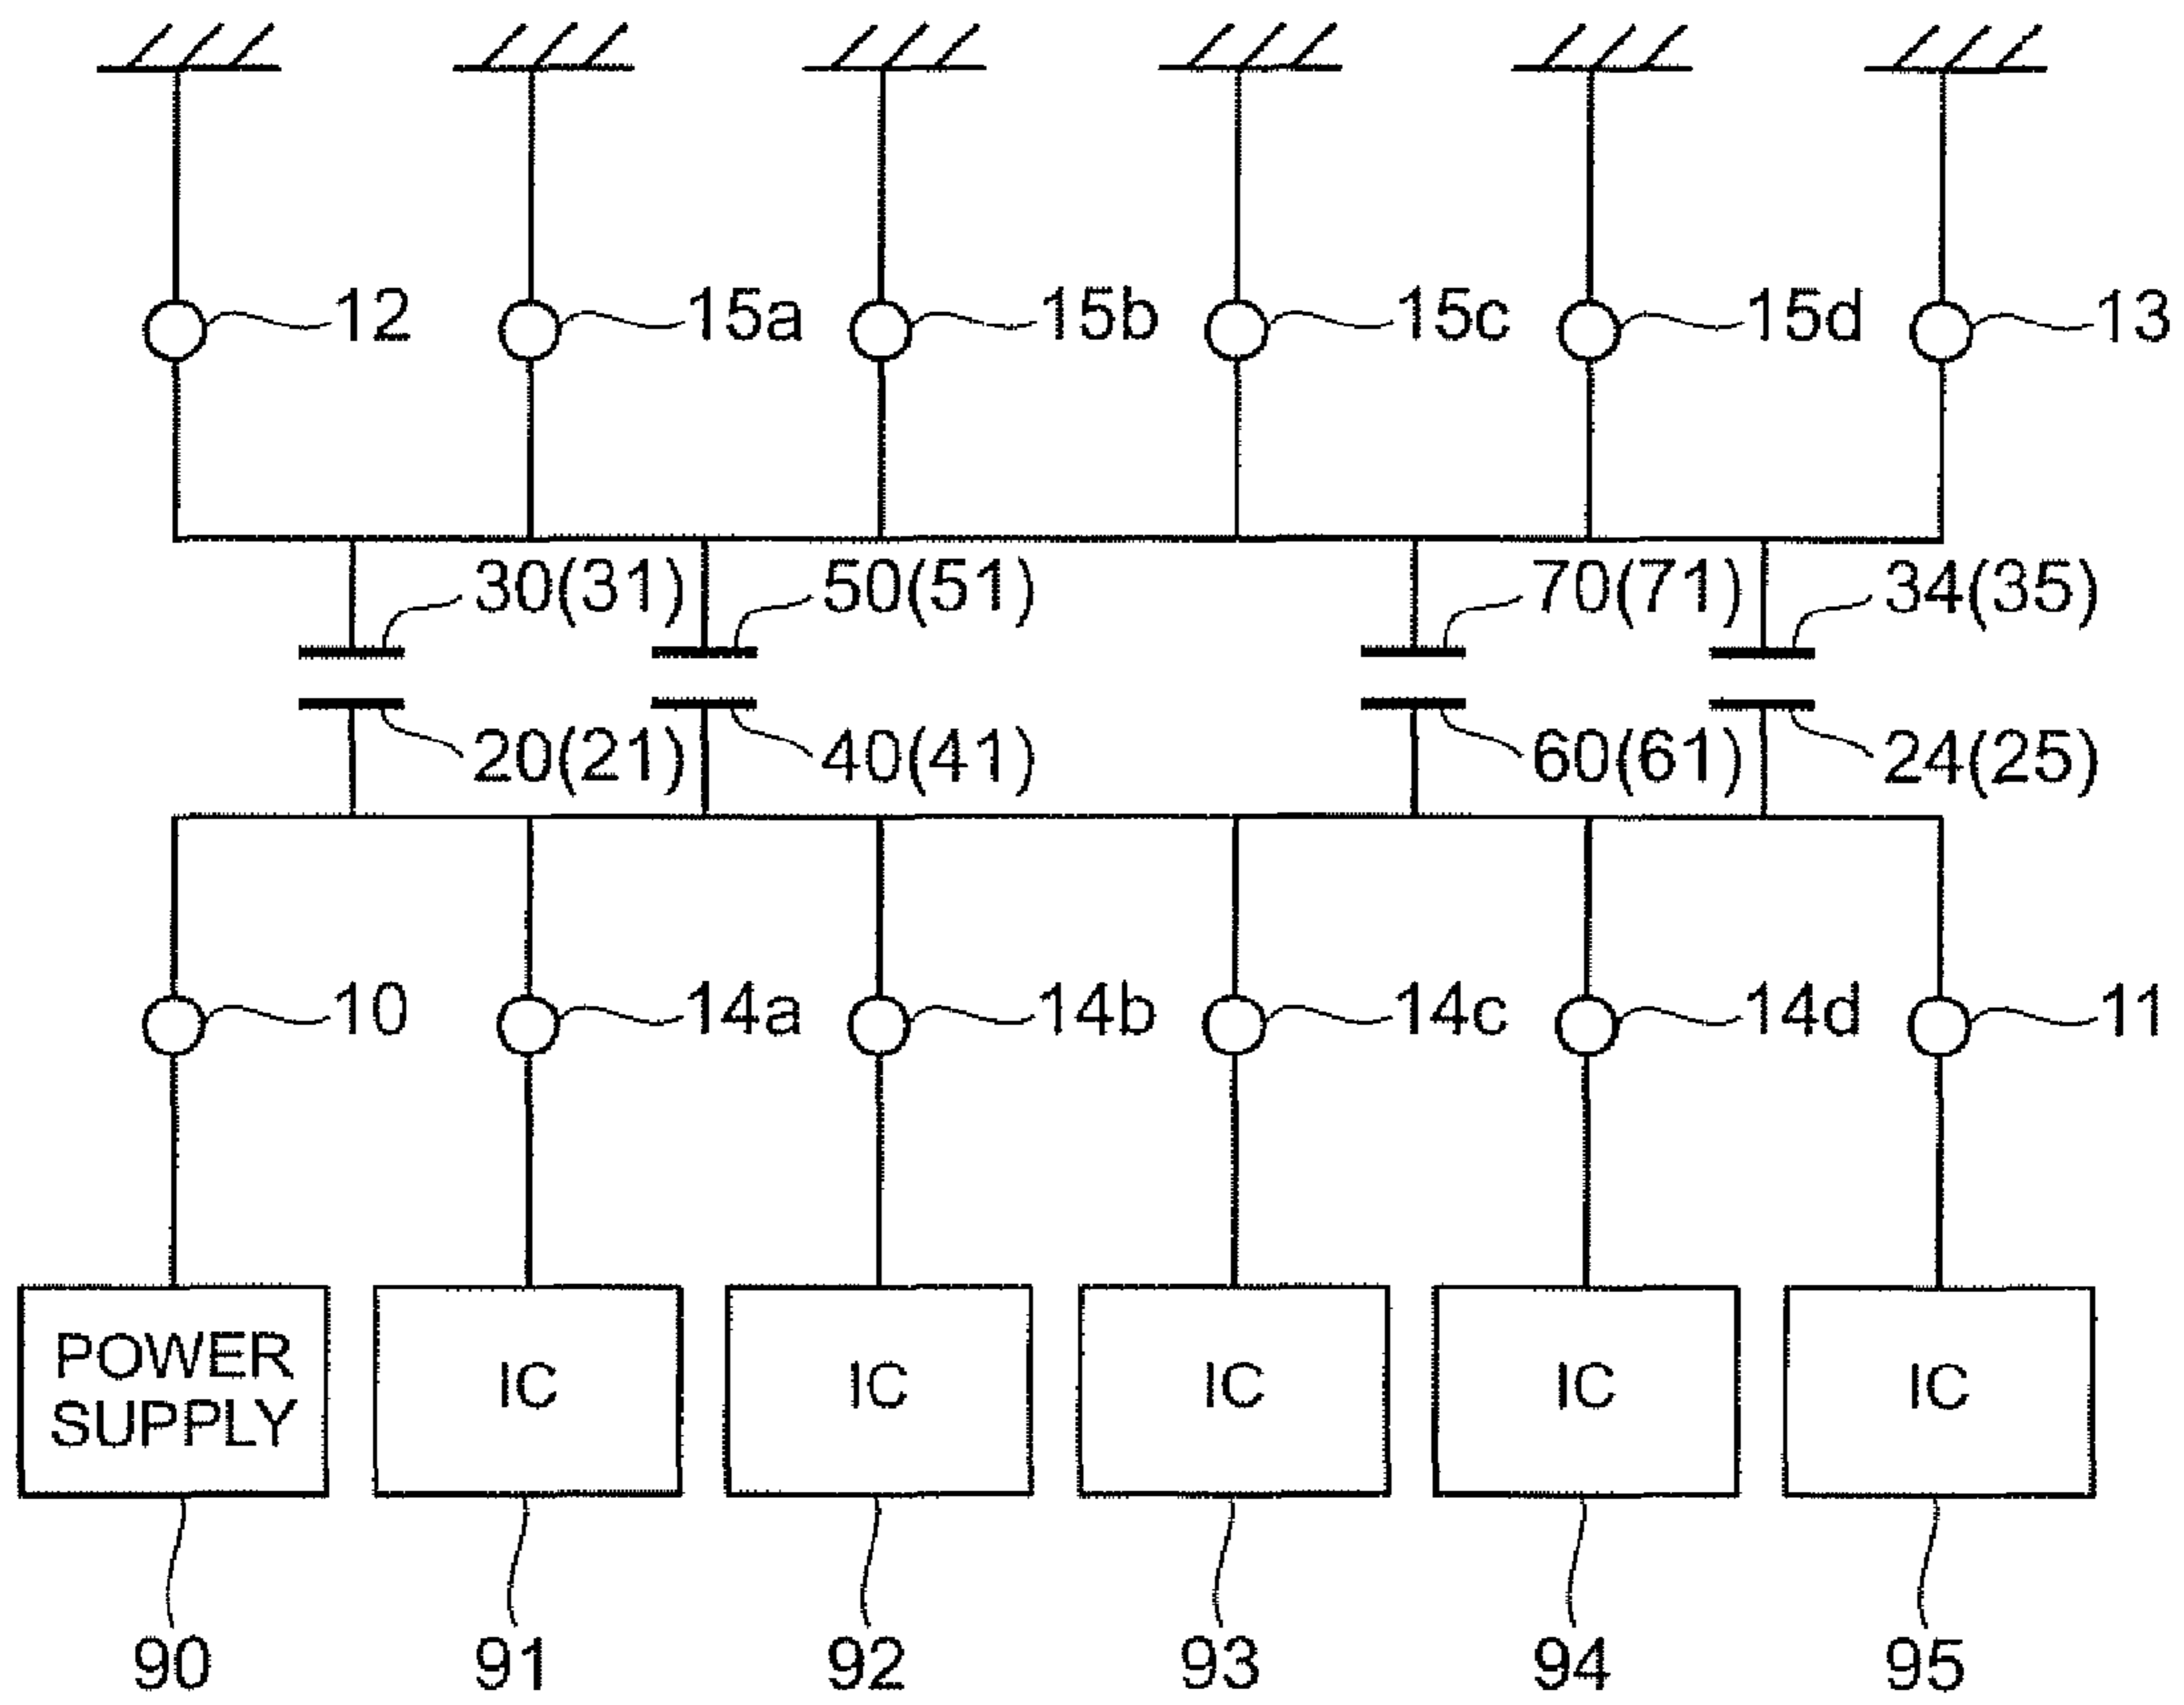 12 15a 15b 15c 15d 13
30(31) 50(51) 70(71) 34(35)
20(21) 40(41) 60(61) 24(25)
10 14a 14b 14c 14d 11
POWER
SUPPLY
IC IC IC IC IC
90 91 92 93 94 95